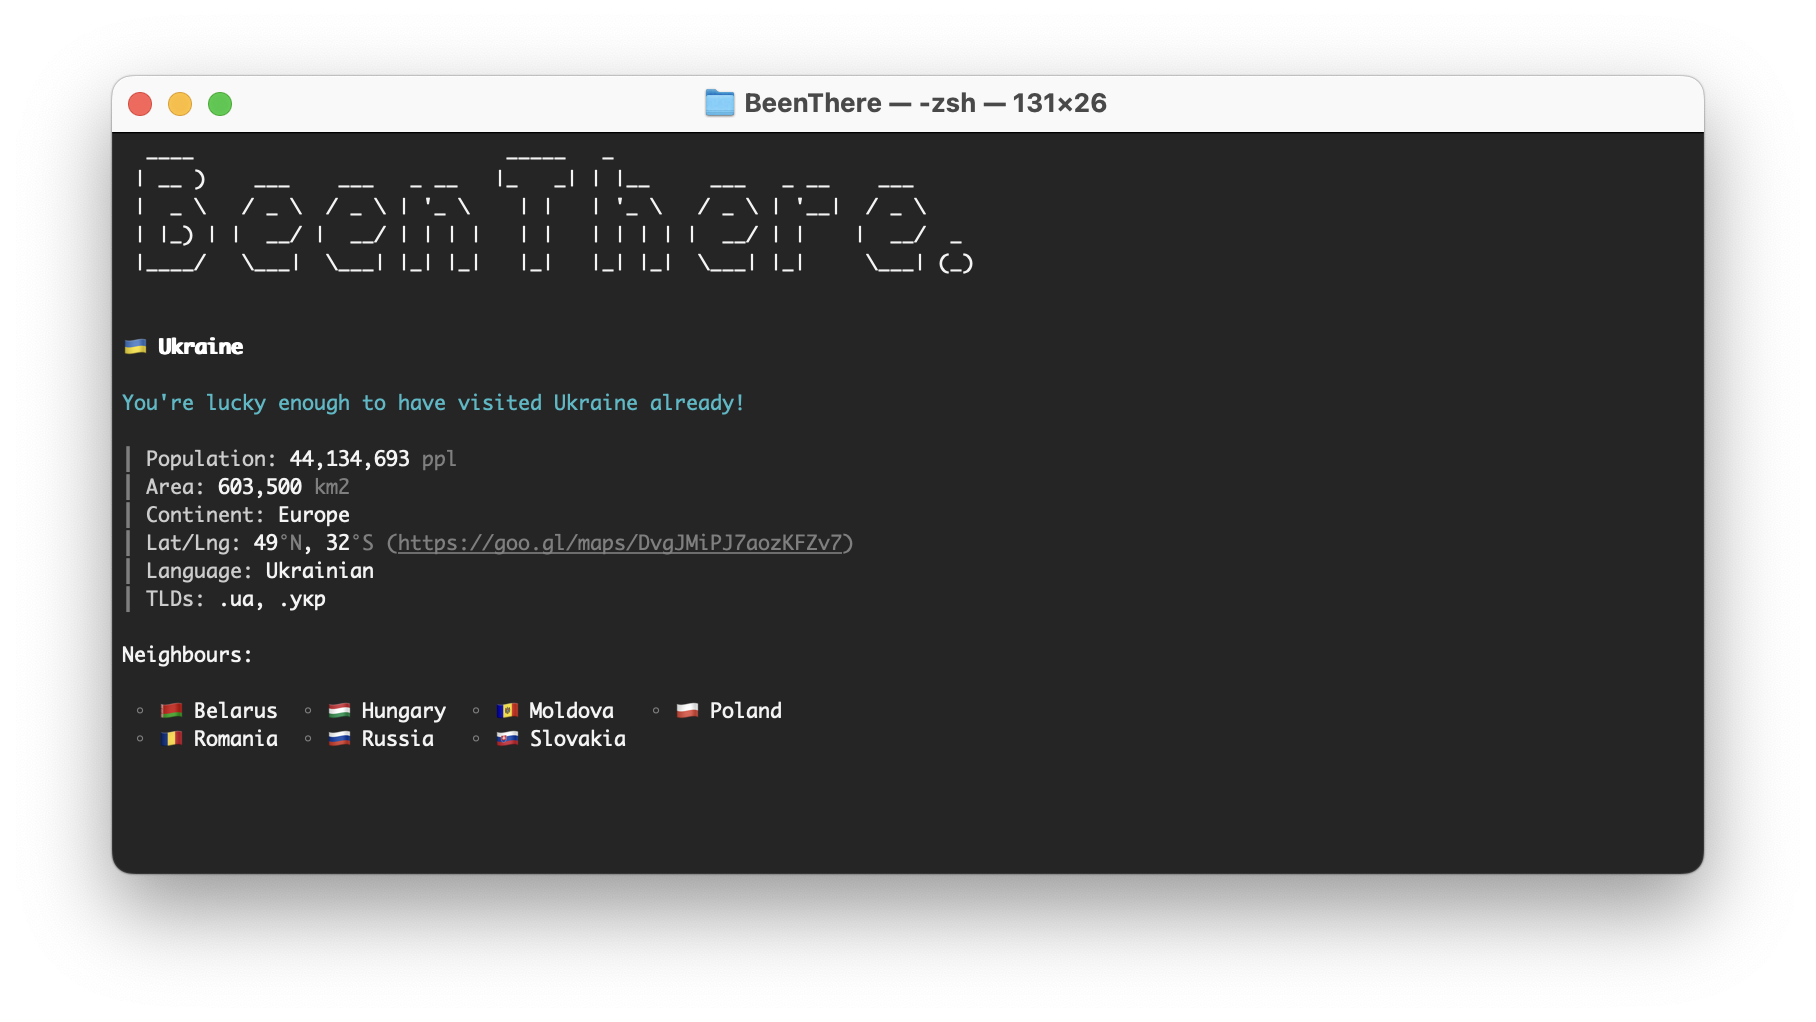 BeenThere — -zsh — 131×26
BeenThere.
🇺🇦 Ukraine
You're lucky enough to have visited Ukraine already!
Population: 44,134,693 ppl
Area: 603,500 km2
Continent: Europe
Lat/Lng: 49°N, 32°S (https://goo.gl/maps/DvgJMiPJ7aozKFZv7)
Language: Ukrainian
TLDs: .ua, .укр
Neighbours:
◦ 🇧🇾 Belarus ◦ 🇭🇺 Hungary ◦ 🇲🇩 Moldova ◦ 🇵🇱 Poland
◦ 🇷🇴 Romania ◦ 🇷🇺 Russia ◦ 🇸🇰 Slovakia